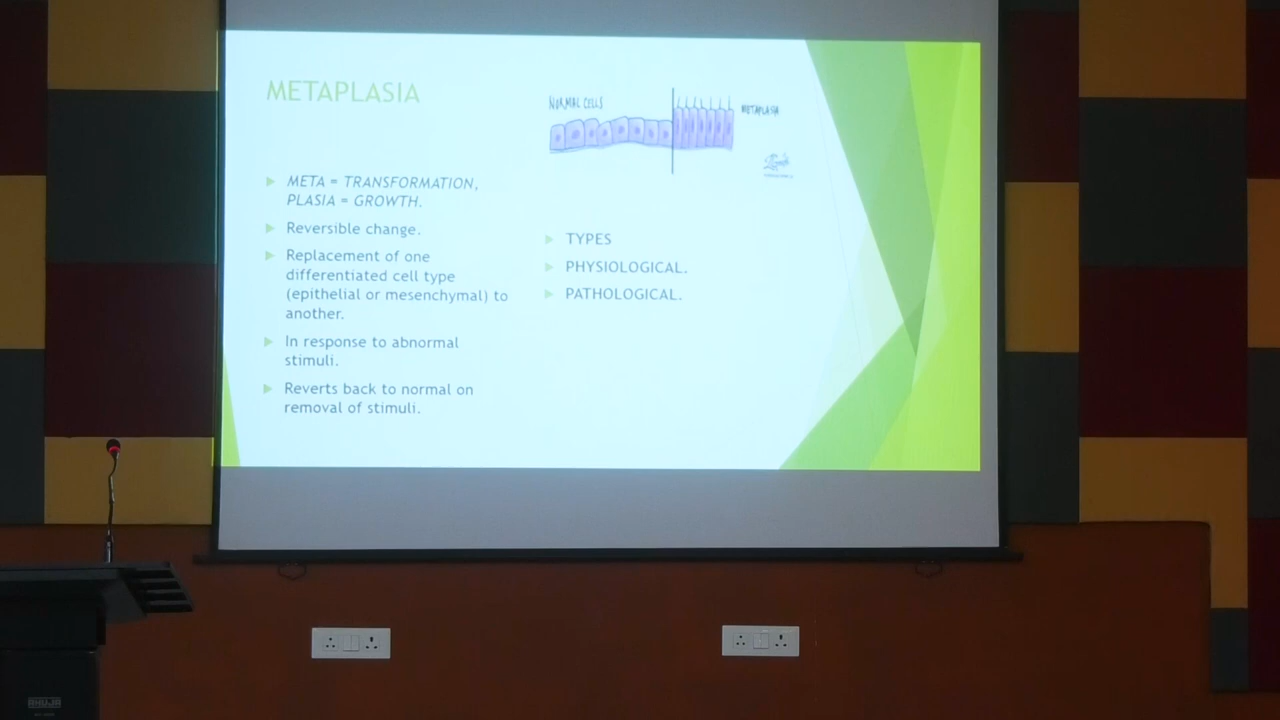 METAPLASIA
META = TRANSFORMATION,
PLASIA = GROWTH.
Reversible change.
Replacement of one
differentiated cell type
(epithelial or mesenchymal) to
another.
In response to abnormal
stimuli.
Reverts back to normal on
removal of stimuli.
NORMAL CELLS
METAPLASIA
TYPES
PHYSIOLOGICAL.
PATHOLOGICAL.
AHUJA